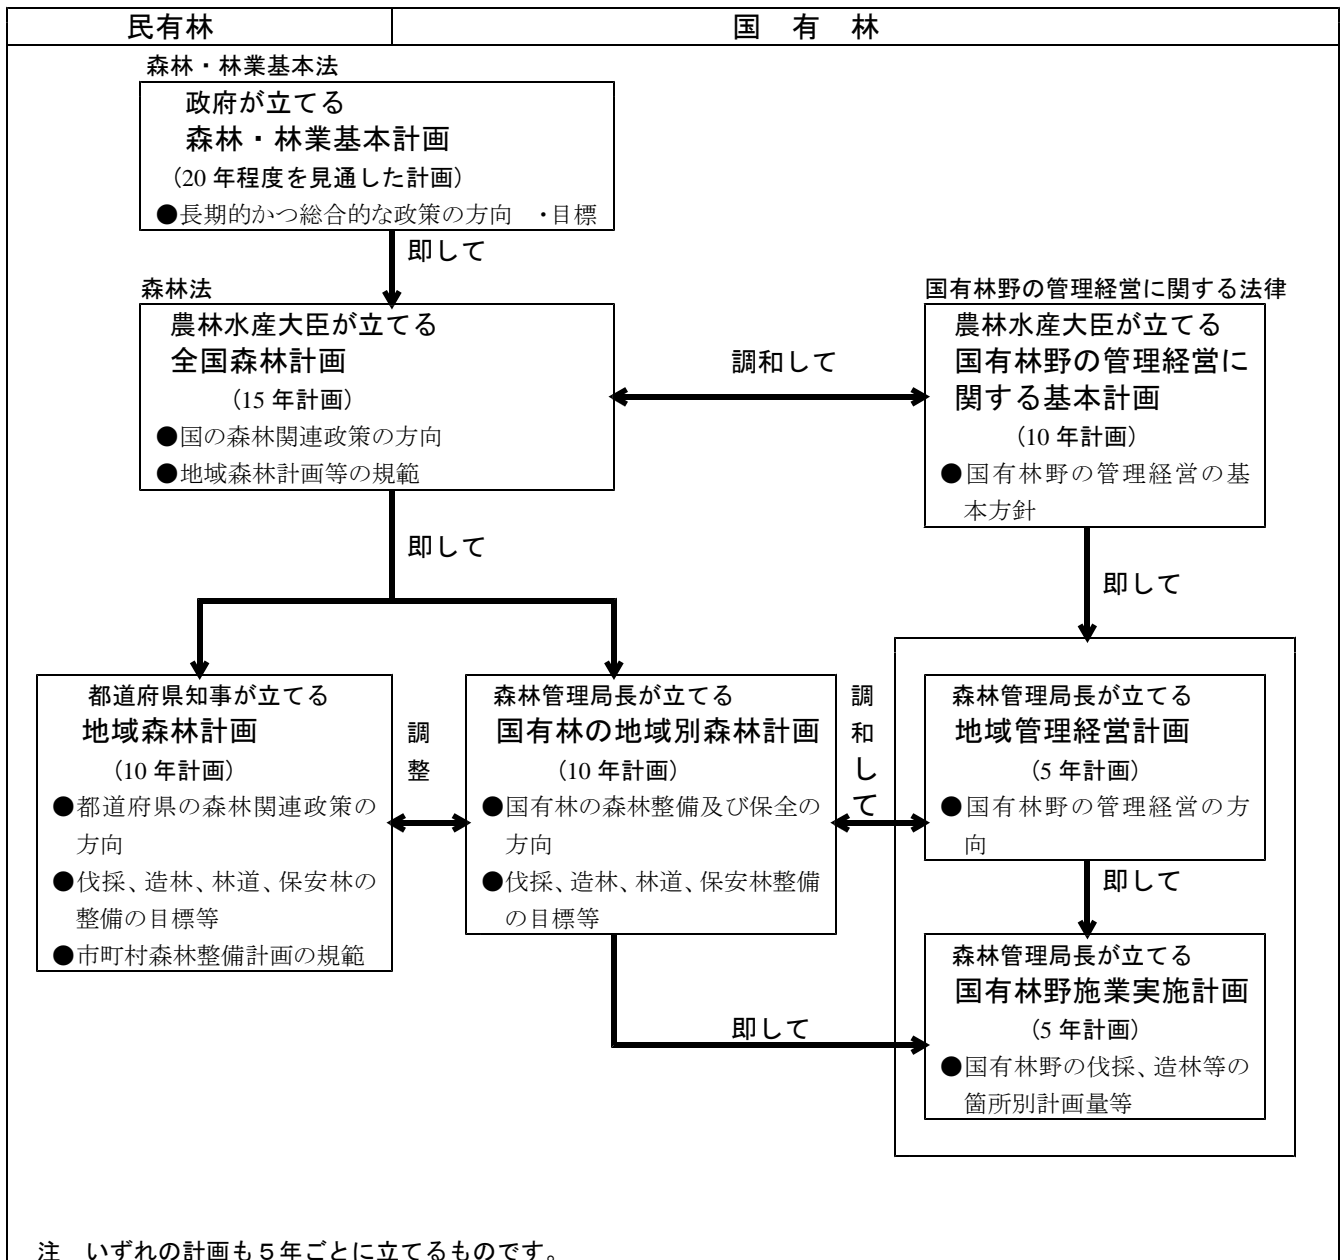 民有林
国　有　林
森林・林業基本法
政府が立てる
森林・林業基本計画
（20 年程度を見通した計画）
●長期的かつ総合的な政策の方向　・目標
即して
森林法
農林水産大臣が立てる
全国森林計画
（15 年計画）
●国の森林関連政策の方向
●地域森林計画等の規範
調和して
国有林野の管理経営に関する法律
農林水産大臣が立てる
国有林野の管理経営に
関する基本計画
（10 年計画）
●国有林野の管理経営の基
本方針
即して
即して
都道府県知事が立てる
地域森林計画
（10 年計画）
●都道府県の森林関連政策の
方向
●伐採、造林、林道、保安林の
整備の目標等
●市町村森林整備計画の規範
調整
森林管理局長が立てる
国有林の地域別森林計画
（10 年計画）
●国有林の森林整備及び保全の
方向
●伐採、造林、林道、保安林整備
の目標等
調和して
森林管理局長が立てる
地域管理経営計画
（5 年計画）
●国有林野の管理経営の方
向
即して
即して
森林管理局長が立てる
国有林野施業実施計画
（5 年計画）
●国有林野の伐採、造林等の
箇所別計画量等
注　いずれの計画も５年ごとに立てるものです。